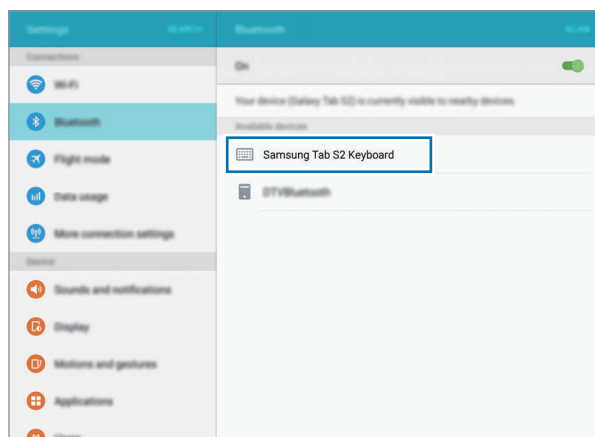 Settings
SEARCH
Bluetooth
SCAN
Connections
On
Wi-Fi
Your device (Galaxy Tab S2) is currently visible to nearby devices.
Bluetooth
Available devices
Samsung Tab S2 Keyboard
Flight mode
DTVBluetooth
Data usage
More connection settings
Device
Sounds and notifications
Display
Motions and gestures
Applications